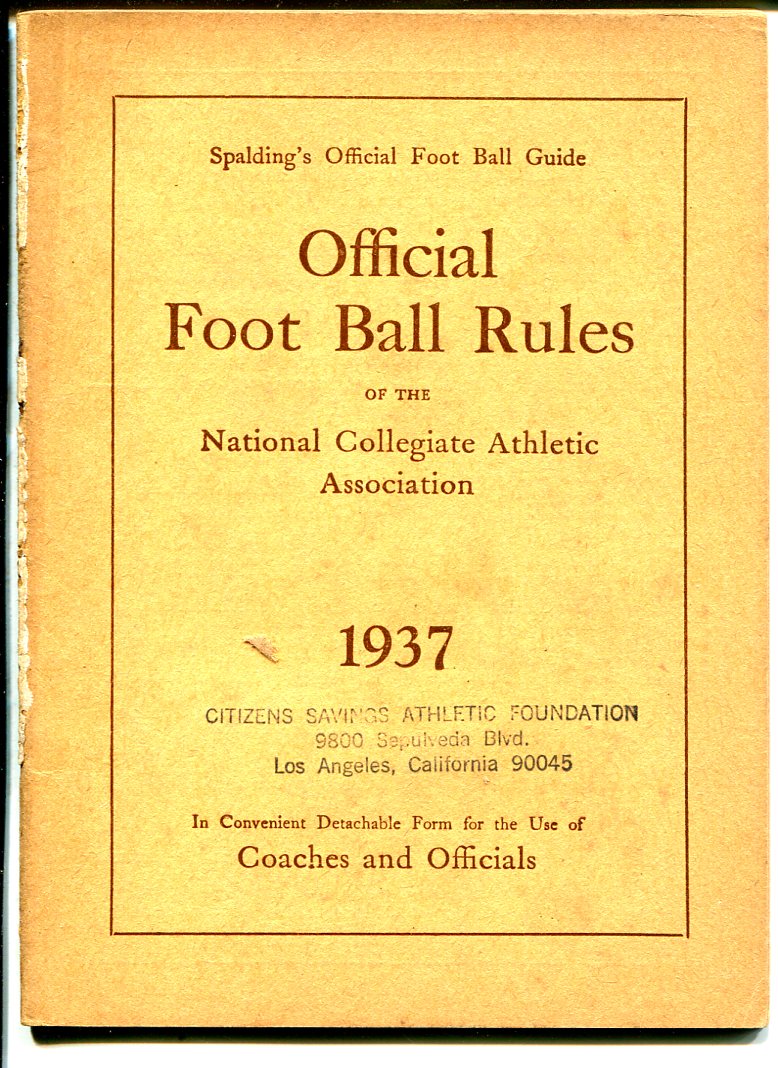 Spalding's Official Foot Ball Guide
Official
Foot Ball Rules
OF THE
National Collegiate Athletic
Association
1937
CITIZENS SAVINGS ATHLETIC FOUNDATION
9800 Sepulveda Blvd.
Los Angeles, California 90045
In Convenient Detachable Form for the Use of
Coaches and Officials